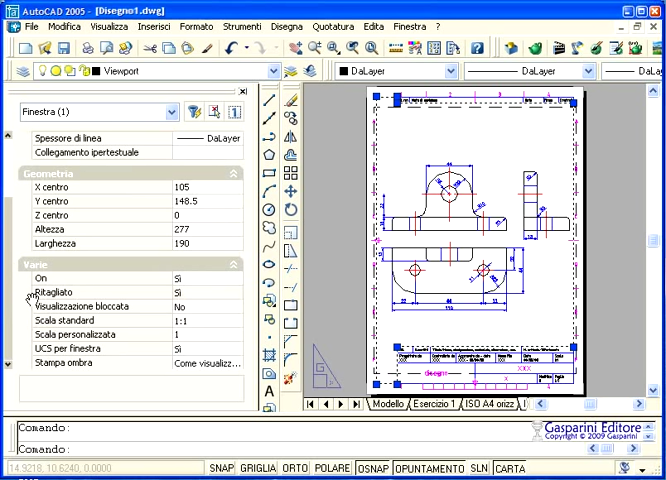 AutoCAD 2005 - [Disegno1.dwg]
File Modifica Visualizza Inserisci Formato Strumenti Disegna Quotatura Edita Finestra ?
Viewport DaLayer DaLayer
Finestra (1)
Spessore di linea DaLayer
Collegamento ipertestuale
Geometria
X centro 105
Y centro 148.5
Z centro 0
Altezza 277
Larghezza 190
Varie
On Sì
Ritagliato Sì
Visualizzazione bloccata No
Scala standard 1:1
Scala personalizzata 1
UCS per finestra Sì
Stampa ombra Come visualizz...
disegno
XXX
Modello Esercizio 1 ISO A4 orizz
Comando:
Comando:
Gasparini Editore
Copyright © 2009 Gasparini
14.9218, 10.6240, 0.0000 SNAP GRIGLIA ORTO POLARE OSNAP OPUNTAMENTO SLN CARTA